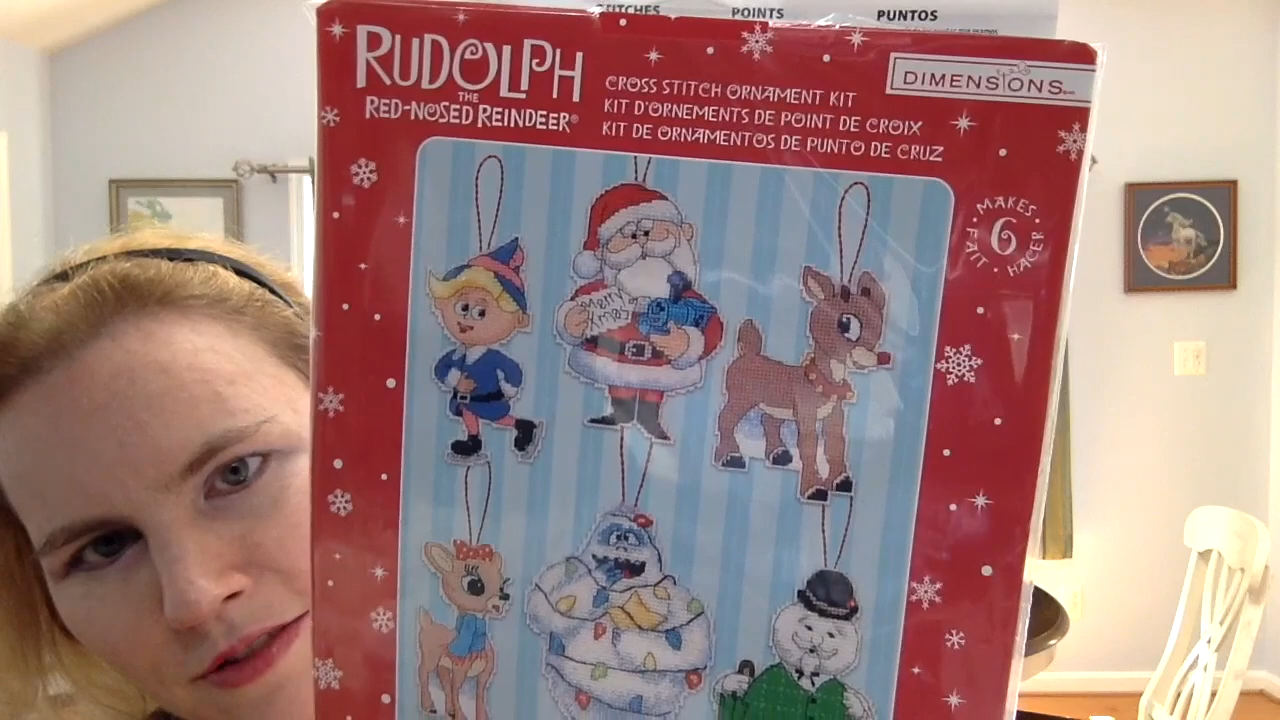 STITCHES POINTS PUNTOS
RUDOLPH
THE
RED-NOSED REINDEER®
CROSS STITCH ORNAMENT KIT
KIT D'ORNEMENTS DE POINT DE CROIX
KIT DE ORNAMENTOS DE PUNTO DE CRUZ
DIMENSIONS
MAKES
6
FAIT HACER
Merry
Xmas